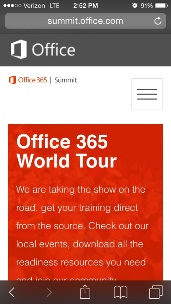 Verizon LTE 2:52 PM 91%
summit.office.com
Office
Office 365 | Summit
Office 365
World Tour
We are taking the show on the
road, get your training direct
from the source. Check out our
local events, download all the
readiness resources you need
and join our community